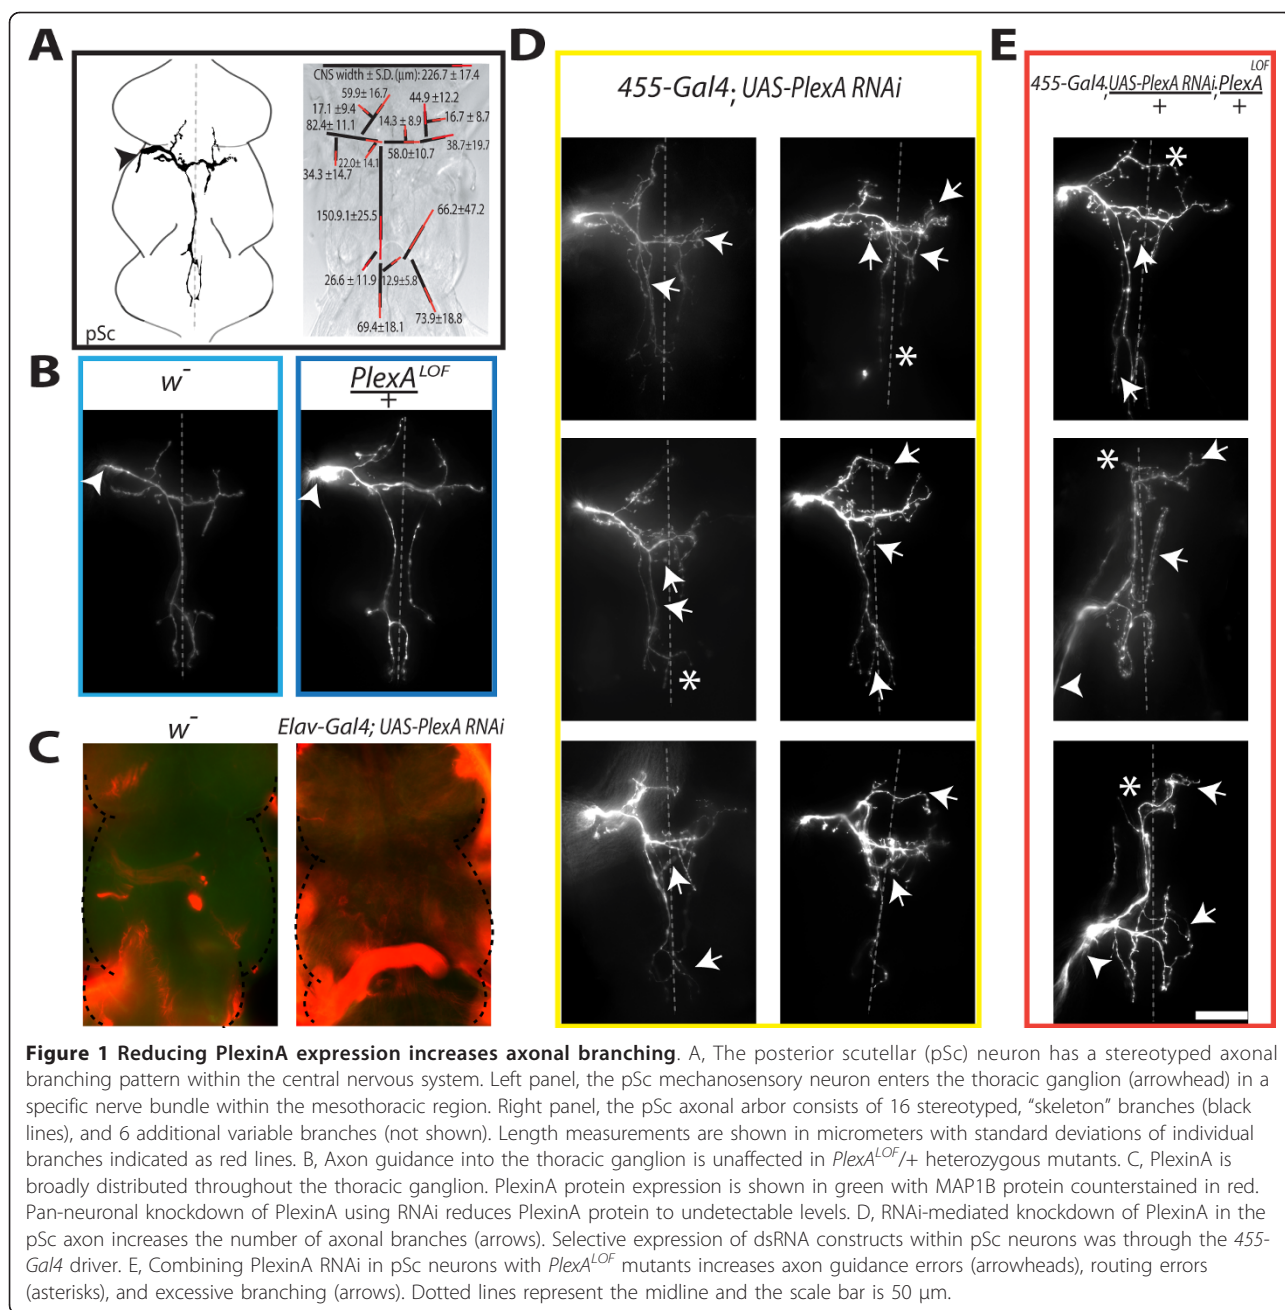 A
D
E
CNS width ± S.D. (µm): 226.7 ± 17.4
59.9± 16.7
44.9 ±12.2
17.1 ±9.4
14.3 ± 8.9
16.7 ± 8.7
82.4± 11.1
22.0± 14.1
58.0±10.7
38.7±19.7
34.3 ±14.7
150.9.1±25.5
66.2±47.2
26.6 ± 11.9
12.9±5.8
69.4±18.1
73.9±18.8
pSc
455-Gal4; UAS-PlexA RNAi
455-Gal4;UAS-PlexA RNAi;PlexA LOF
+ +
B
w-
PlexA LOF
+
*
*
*
*
*
C
w-
Elav-Gal4; UAS-PlexA RNAi
Figure 1 Reducing PlexinA expression increases axonal branching. A, The posterior scutellar (pSc) neuron has a stereotyped axonal
branching pattern within the central nervous system. Left panel, the pSc mechanosensory neuron enters the thoracic ganglion (arrowhead) in a
specific nerve bundle within the mesothoracic region. Right panel, the pSc axonal arbor consists of 16 stereotyped, “skeleton” branches (black
lines), and 6 additional variable branches (not shown). Length measurements are shown in micrometers with standard deviations of individual
branches indicated as red lines. B, Axon guidance into the thoracic ganglion is unaffected in PlexA LOF/+ heterozygous mutants. C, PlexinA is
broadly distributed throughout the thoracic ganglion. PlexinA protein expression is shown in green with MAP1B protein counterstained in red.
Pan-neuronal knockdown of PlexinA using RNAi reduces PlexinA protein to undetectable levels. D, RNAi-mediated knockdown of PlexinA in the
pSc axon increases the number of axonal branches (arrows). Selective expression of dsRNA constructs within pSc neurons was through the 455-
Gal4 driver. E, Combining PlexinA RNAi in pSc neurons with PlexA LOF mutants increases axon guidance errors (arrowheads), routing errors
(asterisks), and excessive branching (arrows). Dotted lines represent the midline and the scale bar is 50 µm.